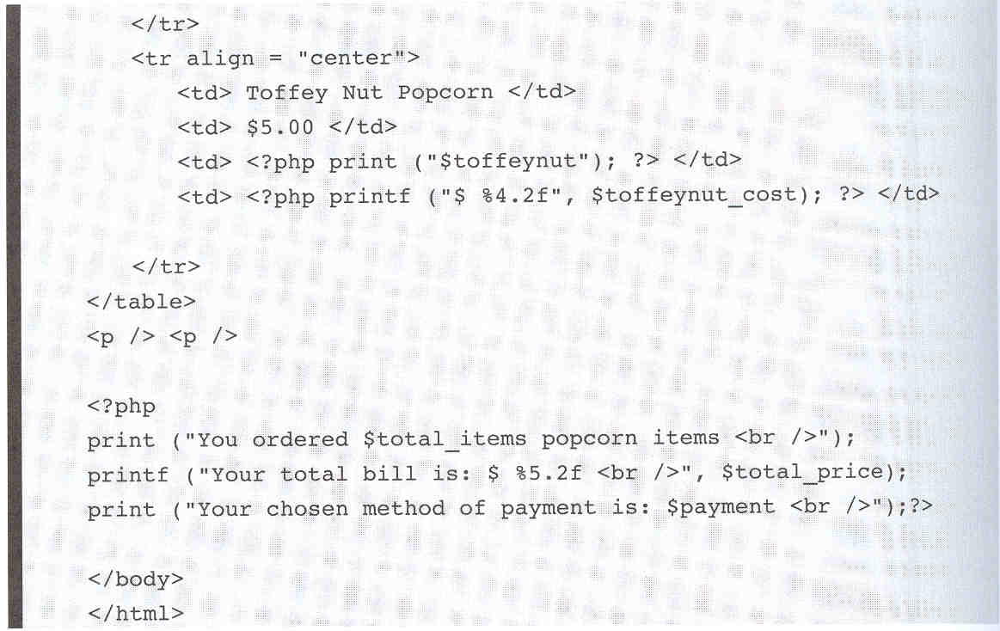 </tr>
<tr align = "center">
<td> Toffey Nut Popcorn </td>
<td> $5.00 </td>
<td> <?php print ("$toffeynut"); ?> </td>
<td> <?php printf ("$ %4.2f", $toffeynut_cost); ?> </td>
</tr>
</table>
<p /> <p />
<?php
print ("You ordered $total_items popcorn items <br />");
printf ("Your total bill is: $ %5.2f <br />", $total_price);
print ("Your chosen method of payment is: $payment <br />");?>
</body>
</html>